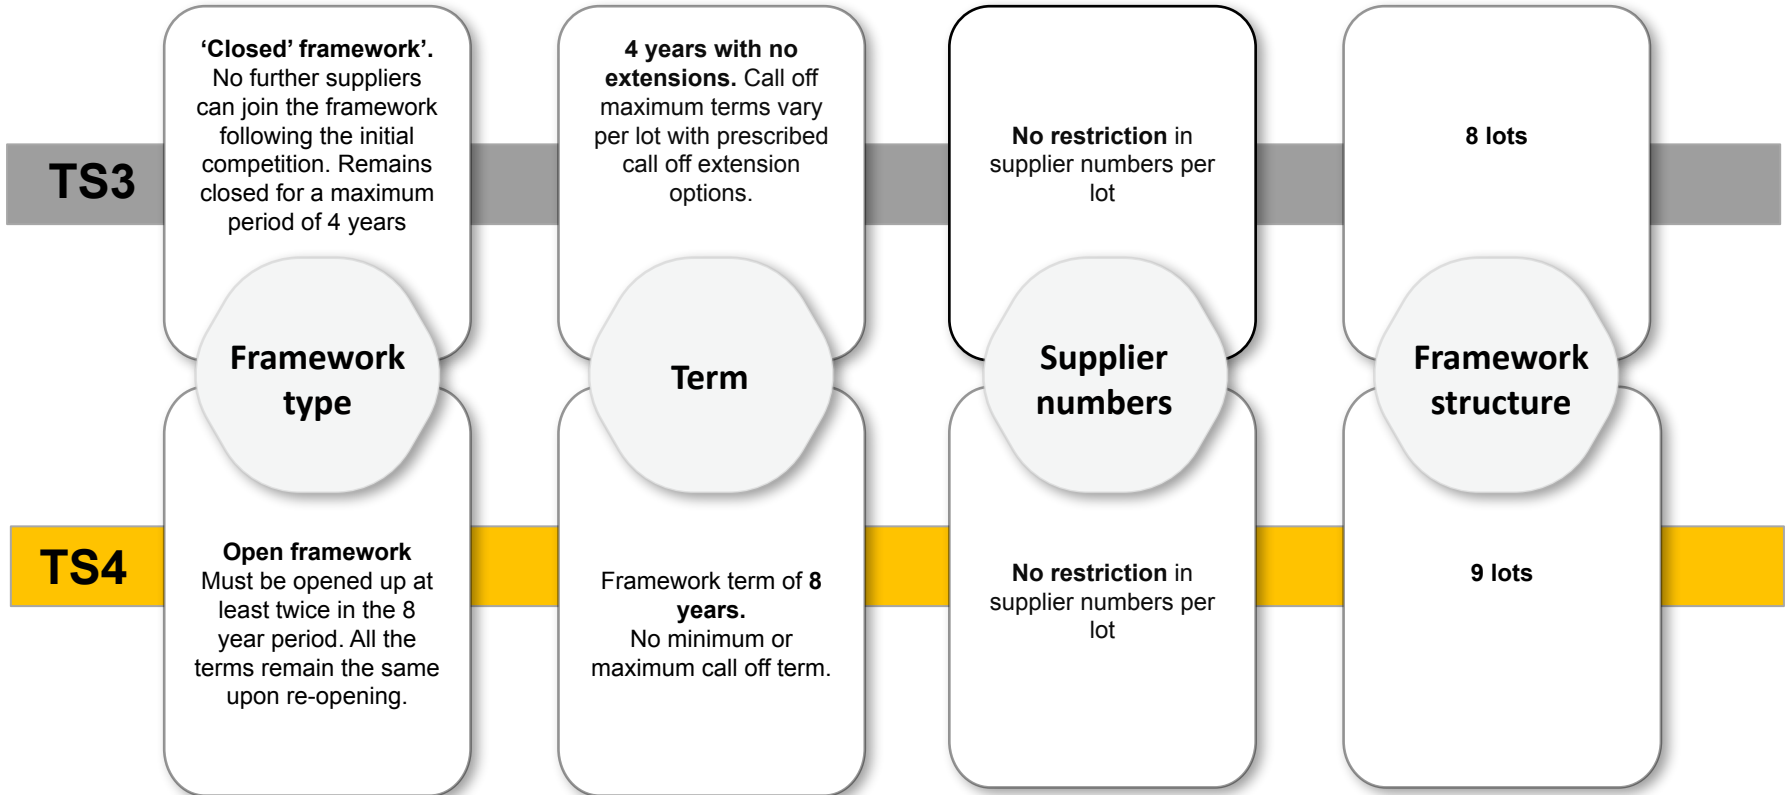 TS3
‘Closed’ framework’.
No further suppliers
can join the framework
following the initial
competition. Remains
closed for a maximum
period of 4 years
4 years with no
extensions. Call off
maximum terms vary
per lot with prescribed
call off extension
options.
No restriction in
supplier numbers per
lot
8 lots
Framework
type
Term
Supplier
numbers
Framework
structure
TS4
Open framework
Must be opened up at
least twice in the 8
year period. All the
terms remain the same
upon re-opening.
Framework term of 8
years.
No minimum or
maximum call off term.
No restriction in
supplier numbers per
lot
9 lots